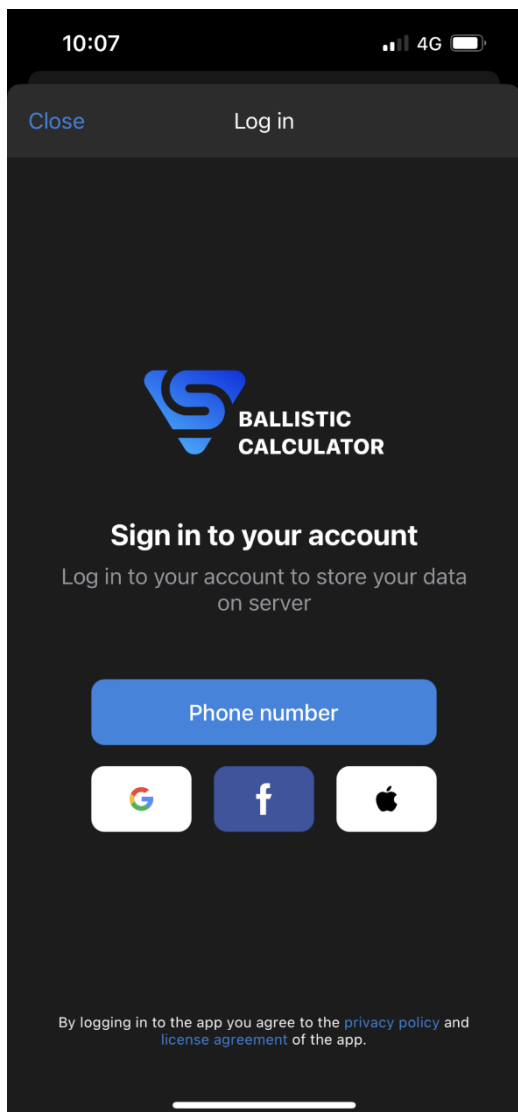 10:07 4G
Close Log in
BALLISTIC
CALCULATOR
Sign in to your account
Log in to your account to store your data
on server
Phone number
G f
By logging in to the app you agree to the privacy policy and
license agreement of the app.